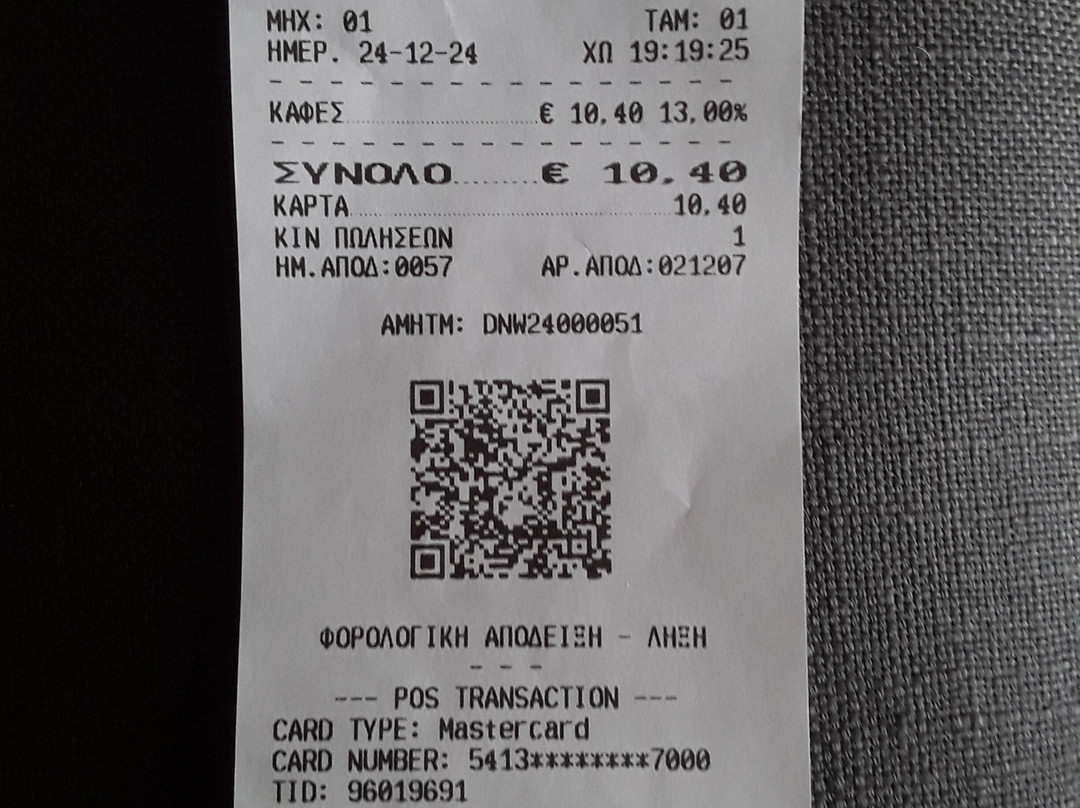 ΜΗΧ: 01 ΤΑΜ: 01
ΗΜΕΡ. 24-12-24 ΧΩ 19:19:25
- - - - - - - - - - - - - - - -
ΚΑΦΕΣ......................€ 10,40 13,00%
- - - - - - - - - - - - - - - -
ΣΥΝΟΛΟ........€ 10,40
ΚΑΡΤΑ......................................10,40
ΚΙΝ ΠΩΛΗΣΕΩΝ 1
ΗΜ.ΑΠΟΔ:0057 ΑΡ.ΑΠΟΔ:021207
ΑΜΗΤΜ: DNW24000051
ΦΟΡΟΛΟΓΙΚΗ ΑΠΟΔΕΙΞΗ - ΛΗΞΗ
- - -
--- POS TRANSACTION ---
CARD TYPE: Mastercard
CARD NUMBER: 5413********7000
TID: 96019691